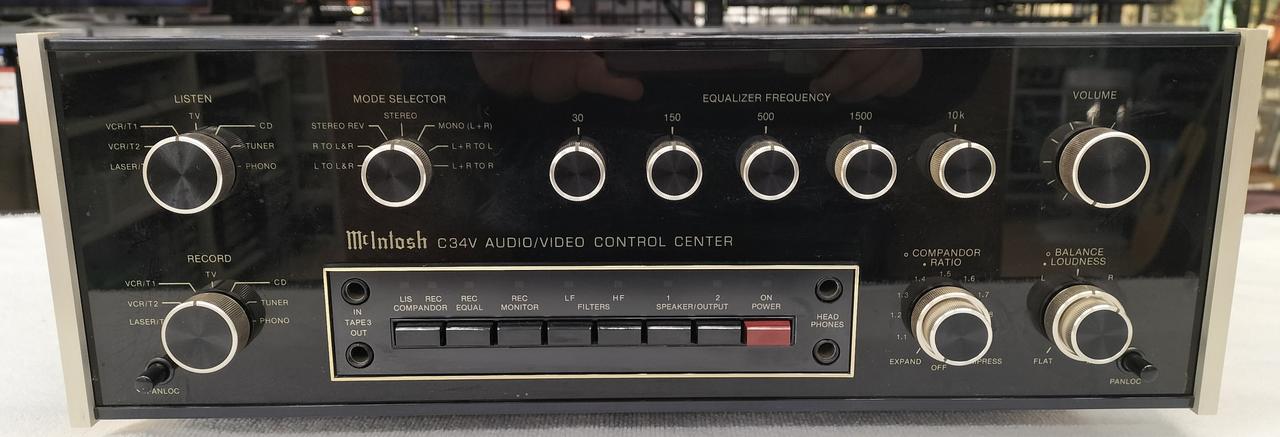 LISTEN
TV
VCR/T1
CD
VCR/T2
TUNER
LASER/T
PHONO
MODE SELECTOR
STEREO
STEREO REV
MONO (L+R)
R TO L&R
L+R TO L
L TO L&R
L+R TO R
EQUALIZER FREQUENCY
30 150 500 1500 10k
VOLUME
McIntosh C34V AUDIO/VIDEO CONTROL CENTER
RECORD
TV
VCR/T1
CD
VCR/T2
TUNER
LASER/T
PHONO
PANLOC
IN
TAPE3
OUT
LIS REC
COMPANDOR
REC
EQUAL
REC
MONITOR
LF HF
FILTERS
1 2
SPEAKER/OUTPUT
ON
POWER
HEAD
PHONES
COMPANDOR
RATIO
1.5
1.4 1.6
1.3 1.7
1.2 8
1.1
EXPAND OFF PRESS
BALANCE
LOUDNESS
L R
FLAT
PANLOC